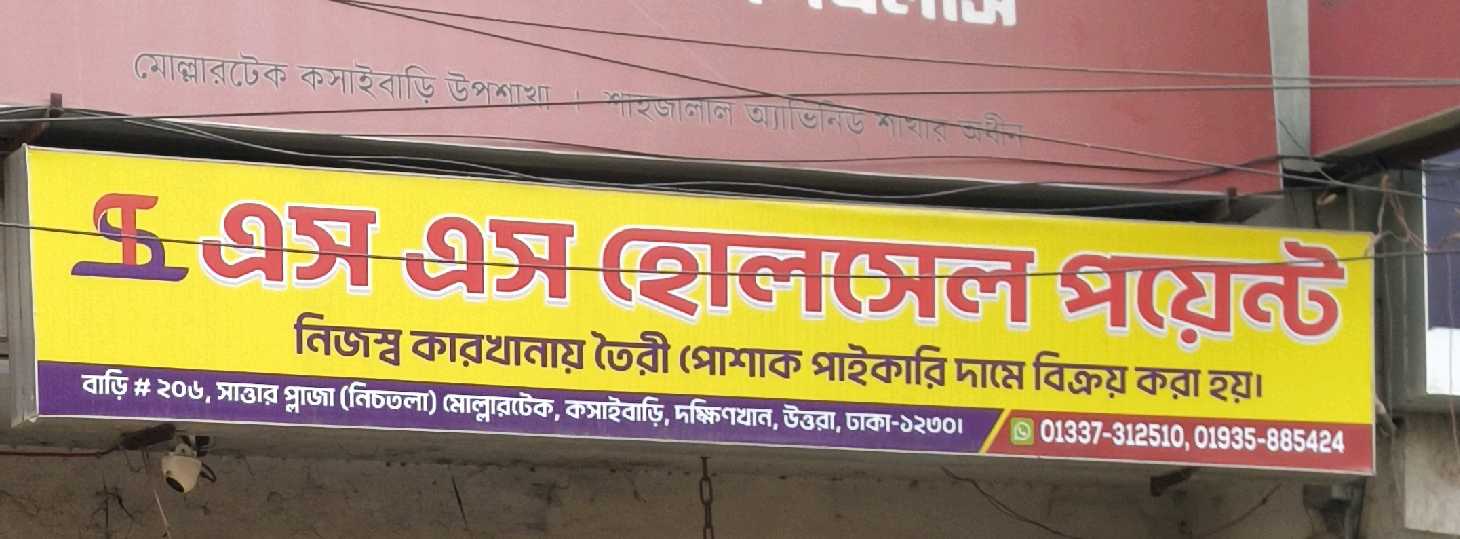 মোল্লারটেক কসাইবাড়ি উপশাখা । শাহজালাল অ্যাভিনিউ শাখার অধীন
এস এস হোলসেল পয়েন্ট
নিজস্ব কারখানায় তৈরী পোশাক পাইকারি দামে বিক্রয় করা হয়।
বাড়ি # ২০৬, সাত্তার প্লাজা (নিচতলা) মোল্লারটেক, কসাইবাড়ি, দক্ষিণখান, উত্তরা, ঢাকা-১২৩০। 01337-312510, 01935-885424